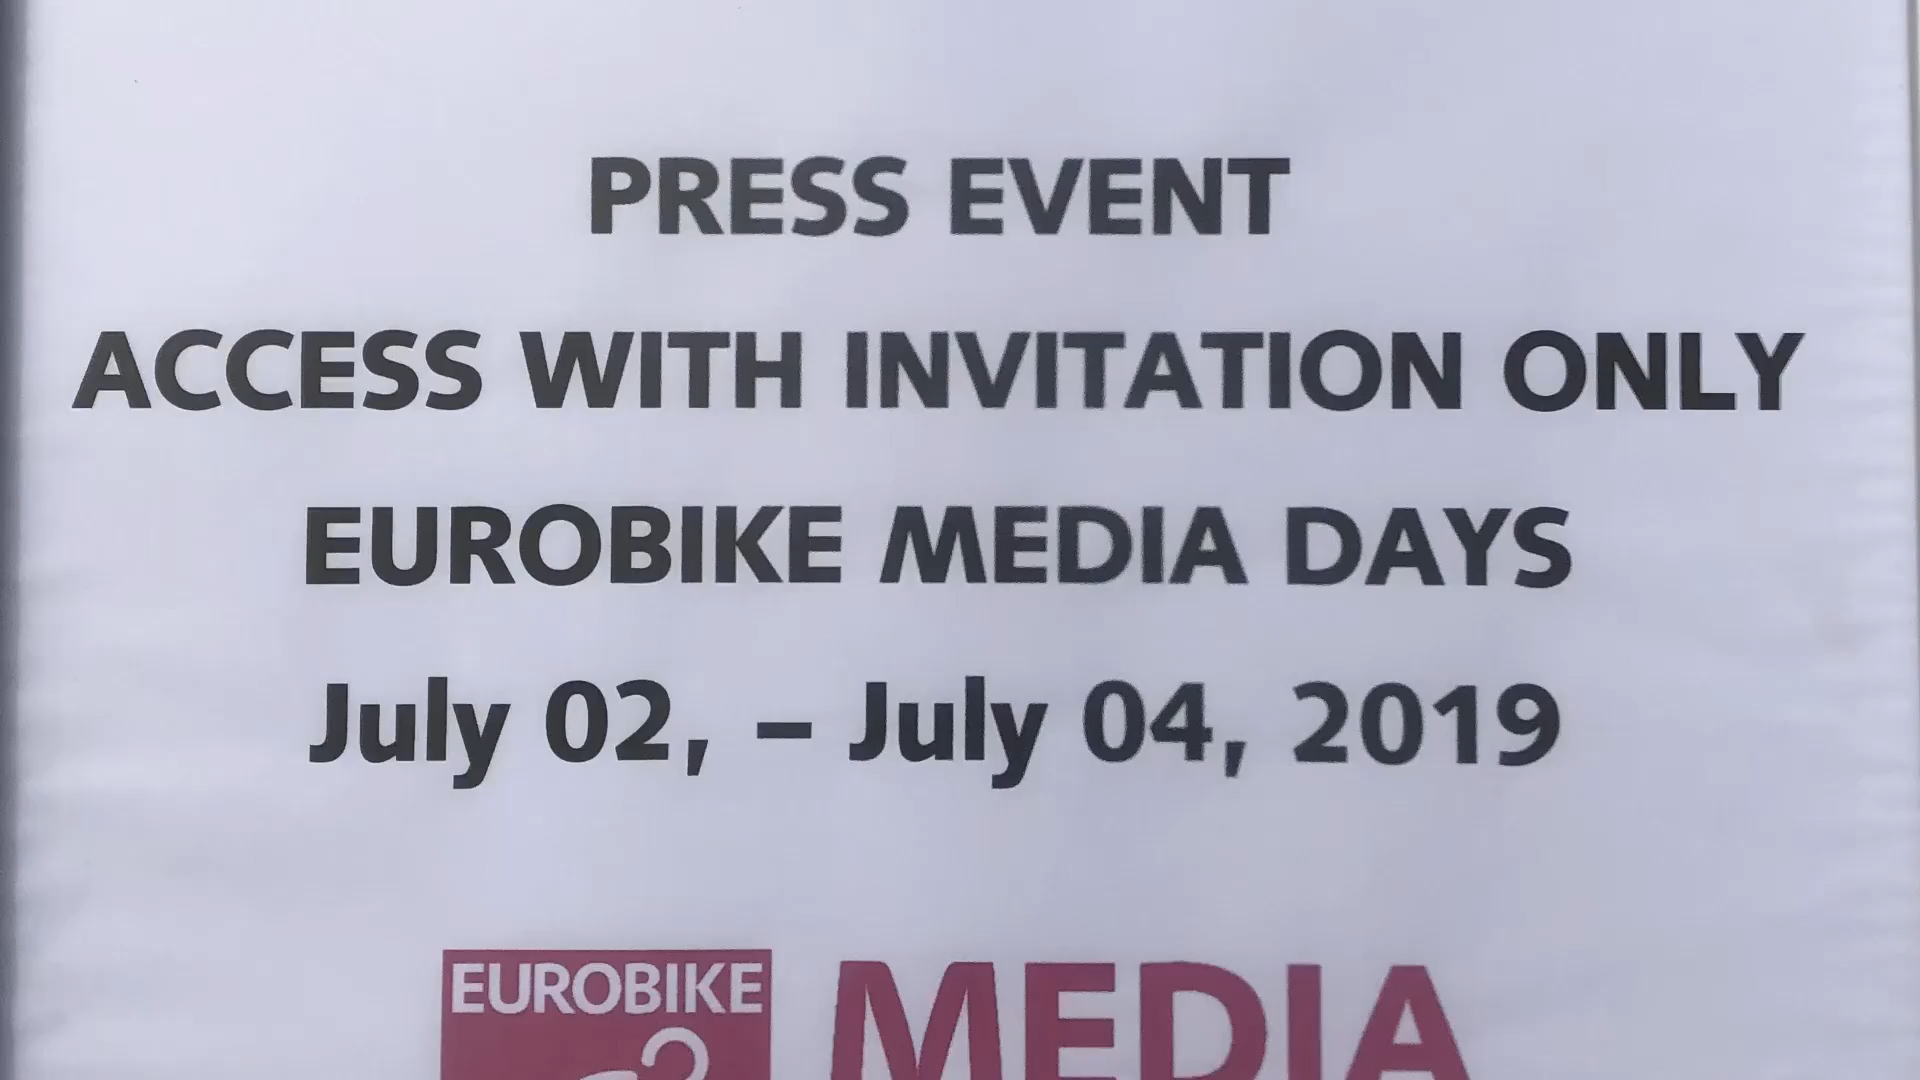 PRESS EVENT
ACCESS WITH INVITATION ONLY
EUROBIKE MEDIA DAYS
July 02, – July 04, 2019
EUROBIKE
MEDIA